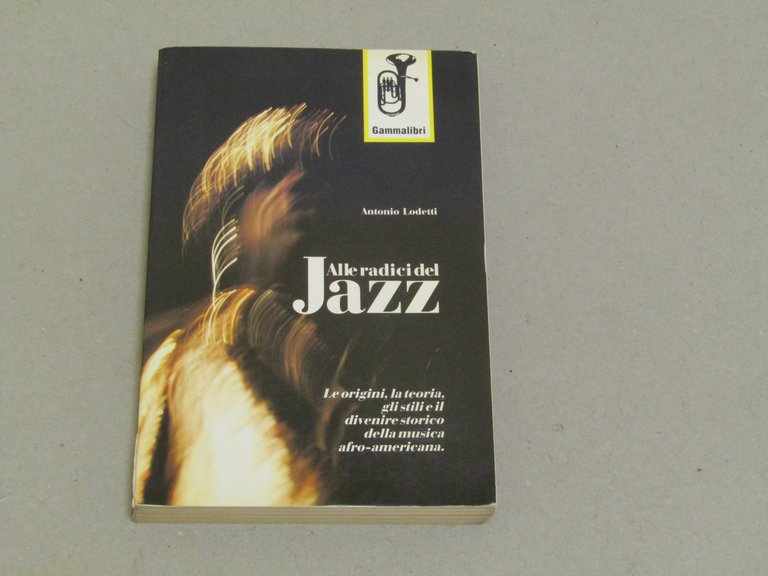 Gammalibri
Antonio Lodetti
Alle radici del
Jazz
Le origini, la teoria,
gli stili e il
divenire storico
della musica
afro-americana.